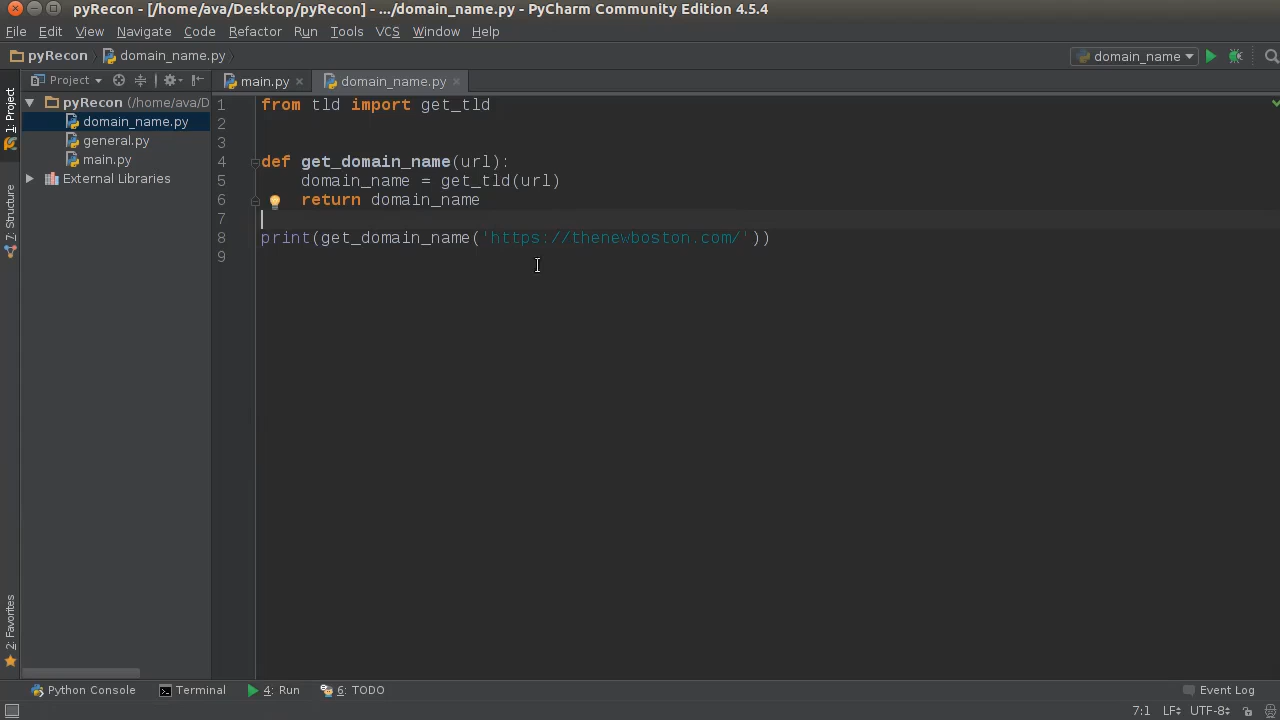 pyRecon - [/home/ava/Desktop/pyRecon] - .../domain_name.py - PyCharm Community Edition 4.5.4
File Edit View Navigate Code Refactor Run Tools VCS Window Help
pyRecon domain_name.py domain_name
Project main.py domain_name.py
1: Project
7: Structure
2: Favorites
pyRecon (/home/ava/D
domain_name.py
general.py
main.py
External Libraries
1 from tld import get_tld
2
3
4 def get_domain_name(url):
5 domain_name = get_tld(url)
6 return domain_name
7
8 print(get_domain_name('https://thenewboston.com/'))
9
Python Console Terminal 4: Run 6: TODO Event Log
7:1 LF UTF-8